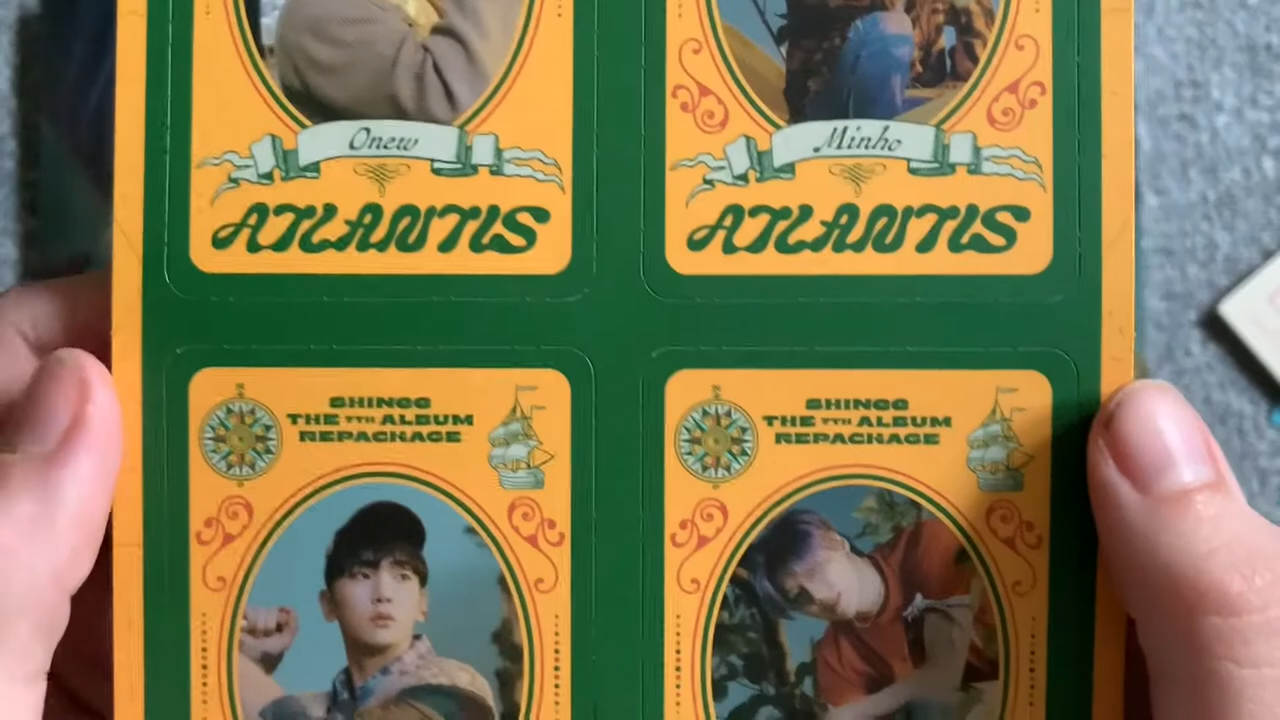 Onew
ATLANTIS
Minho
ATLANTIS
SHINee
THE 7TH ALBUM
REPACKAGE
SHINee
THE 7TH ALBUM
REPACKAGE